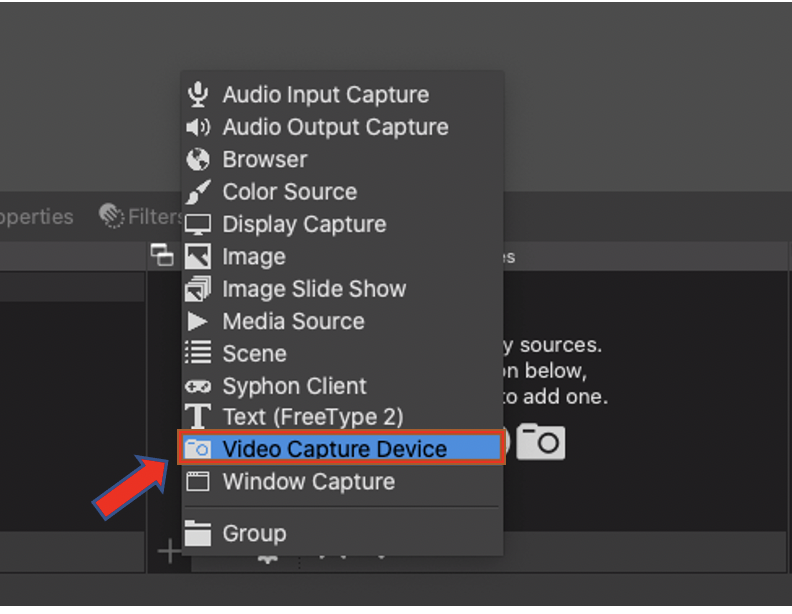 Audio Input Capture
Audio Output Capture
Browser
Color Source
operties
Filters
Display Capture
Image
es
Image Slide Show
Media Source
y sources.
Scene
on below,
Syphon Client
to add one.
Text (FreeType 2)
Video Capture Device
Window Capture
Group